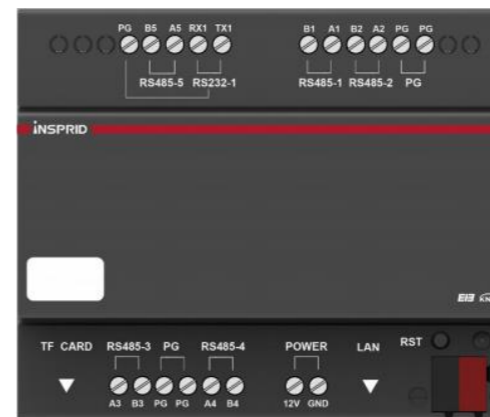 PG B5 A5 RX1 TX1 B1 A1 B2 A2 PG PG
RS485-5 RS232-1 RS485-1 RS485-2 PG
iNSPRID
EIB KN
TF CARD RS485-3 PG RS485-4 POWER LAN RST
A3 B3 PG PG A4 B4 12V GND